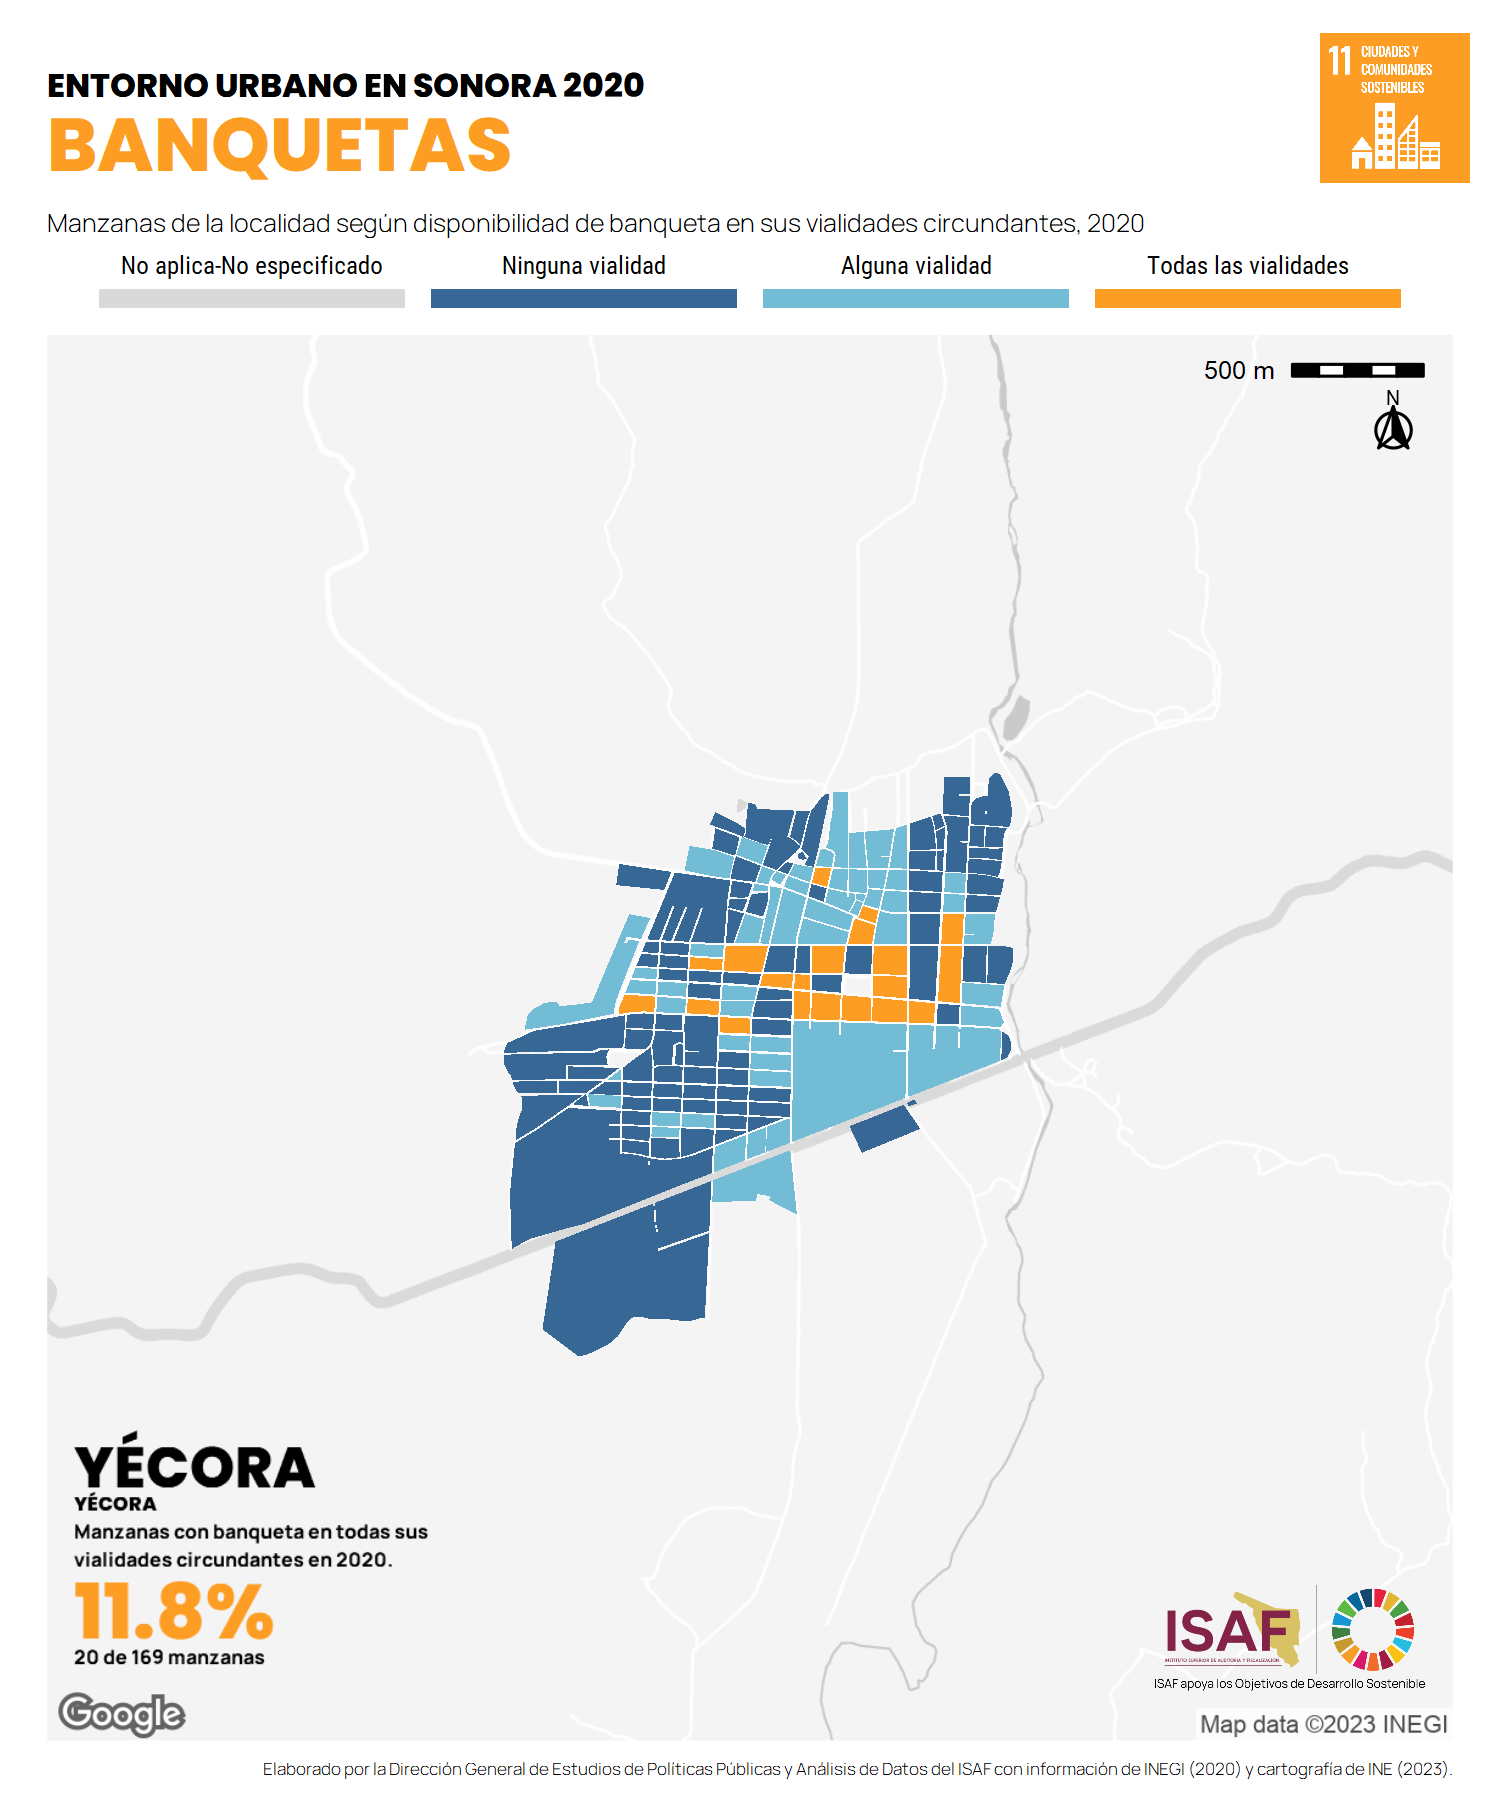 ENTORNO URBANO EN SONORA 2020
BANQUETAS
11 CIUDADES Y
COMUNIDADES
SOSTENIBLES
Manzanas de la localidad según disponibilidad de banqueta en sus vialidades circundantes, 2020
No aplica-No especificado
Ninguna vialidad
Alguna vialidad
Todas las vialidades
500 m
N
YÉCORA
YÉCORA
Manzanas con banqueta en todas sus
vialidades circundantes en 2020.
11.8%
20 de 169 manzanas
Google
ISAF
INSTITUTO SUPERIOR DE AUDITORÍA Y FISCALIZACIÓN
ISAF apoya los Objetivos de Desarrollo Sostenible
Map data ©2023 INEGI
Elaborado por la Dirección General de Estudios de Políticas Públicas y Análisis de Datos del ISAF con información de INEGI (2020) y cartografía de INE (2023).